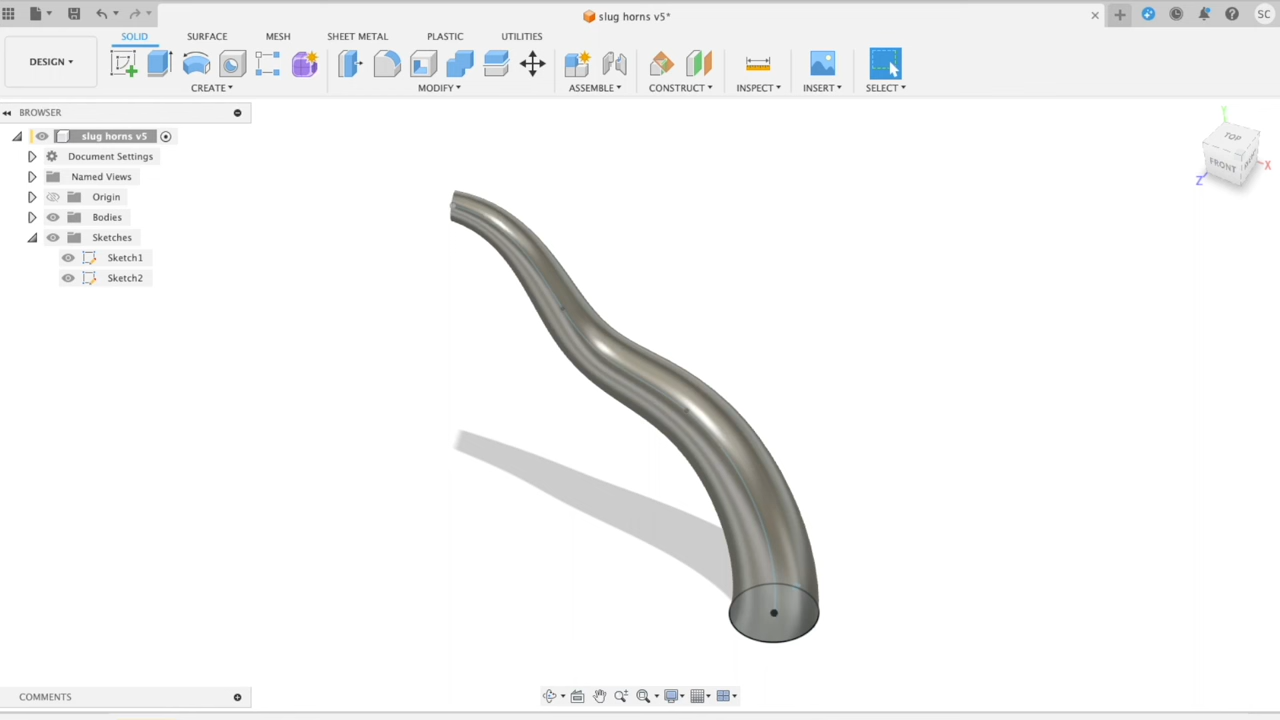 slug horns v5*
SC
SOLID SURFACE MESH SHEET METAL PLASTIC UTILITIES
DESIGN
CREATE MODIFY ASSEMBLE CONSTRUCT INSPECT INSERT SELECT
BROWSER
slug horns v5
Document Settings
Named Views
Origin
Bodies
Sketches
Sketch1
Sketch2
Y
TOP
FRONT
X
Z
COMMENTS